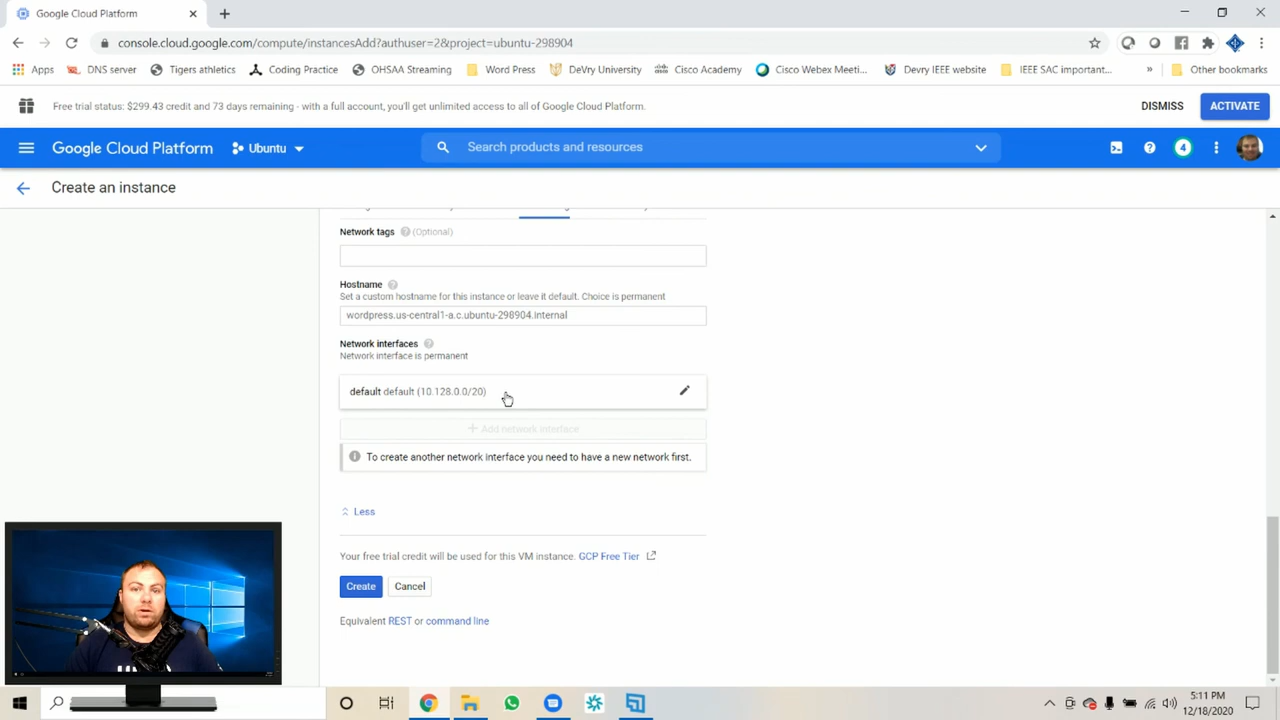 Google Cloud Platform
console.cloud.google.com/compute/instancesAdd?authuser=2&project=ubuntu-298904
Apps DNS server Tigers athletics Coding Practice OHSAA Streaming Word Press DeVry University Cisco Academy Cisco Webex Meeti... Devry IEEE website IEEE SAC important... » Other bookmarks
Free trial status: $299.43 credit and 73 days remaining - with a full account, you'll get unlimited access to all of Google Cloud Platform.
DISMISS ACTIVATE
Google Cloud Platform Ubuntu Search products and resources 4
Create an instance
Network tags (Optional)
Hostname
Set a custom hostname for this instance or leave it default. Choice is permanent
wordpress.us-central1-a.c.ubuntu-298904.internal
Network interfaces
Network interface is permanent
default default (10.128.0.0/20)
+ Add network interface
To create another network interface you need to have a new network first.
Less
Your free trial credit will be used for this VM instance. GCP Free Tier
Create Cancel
Equivalent REST or command line
5:11 PM
12/18/2020